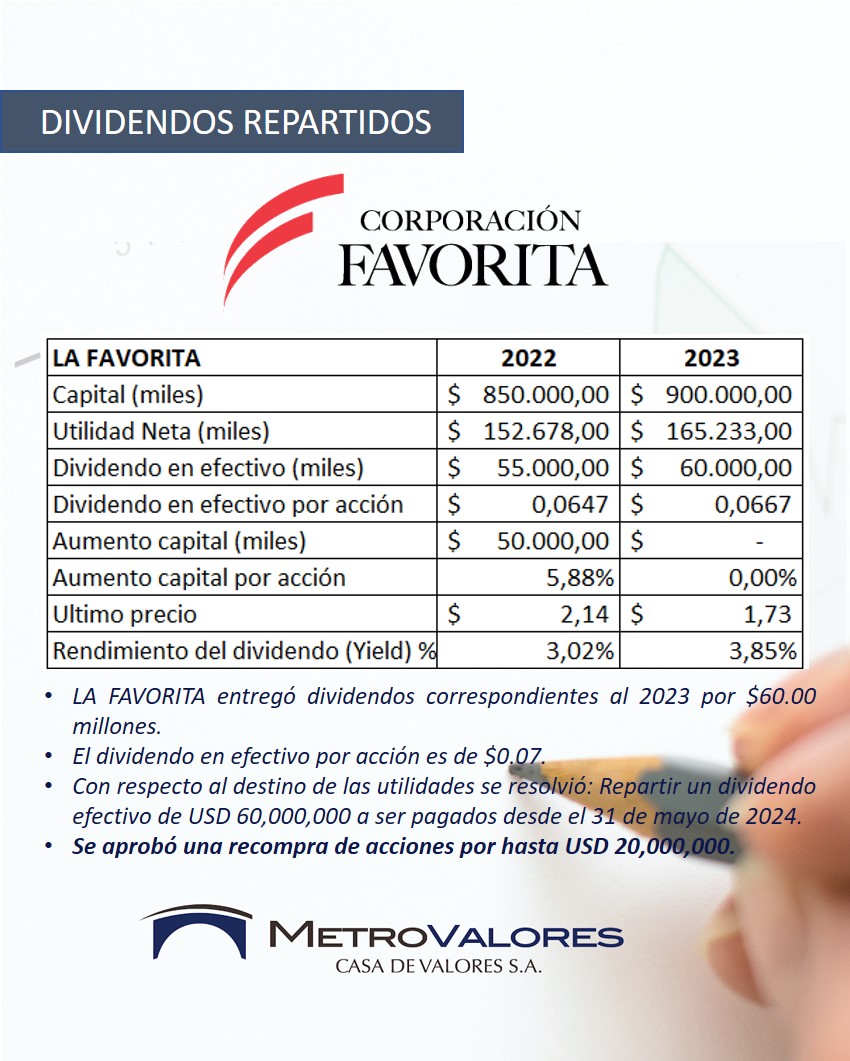 DIVIDENDOS REPARTIDOS
CORPORACIÓN
FAVORITA
LA FAVORITA 2022 2023
Capital (miles) $ 850.000,00 $ 900.000,00
Utilidad Neta (miles) $ 152.678,00 $ 165.233,00
Dividendo en efectivo (miles) $ 55.000,00 $ 60.000,00
Dividendo en efectivo por acción $ 0,0647 $ 0,0667
Aumento capital (miles) $ 50.000,00 $ -
Aumento capital por acción 5,88% 0,00%
Ultimo precio $ 2,14 $ 1,73
Rendimiento del dividendo (Yield) % 3,02% 3,85%
• LA FAVORITA entregó dividendos correspondientes al 2023 por $60.00
millones.
• El dividendo en efectivo por acción es de $0.07.
• Con respecto al destino de las utilidades se resolvió: Repartir un dividendo
efectivo de USD 60,000,000 a ser pagados desde el 31 de mayo de 2024.
• Se aprobó una recompra de acciones por hasta USD 20,000,000.
METROVALORES
CASA DE VALORES S.A.